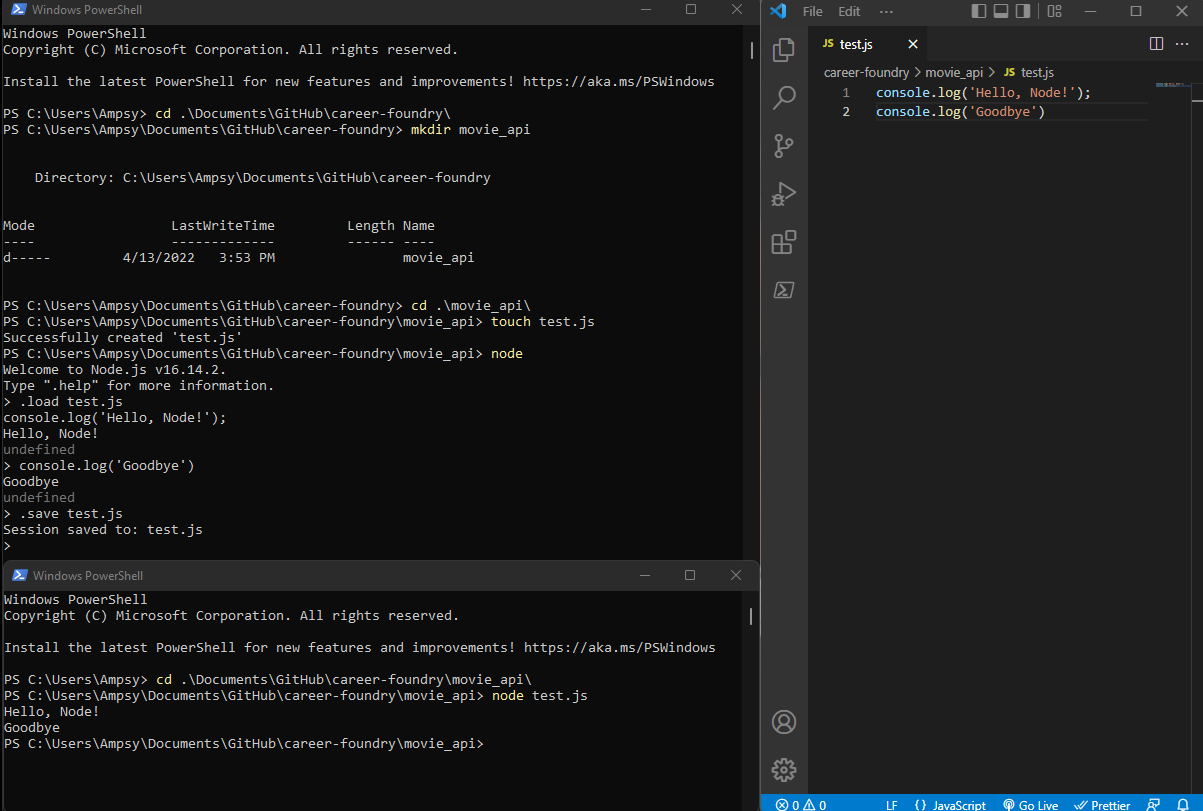 Windows PowerShell
Windows PowerShell
Copyright (C) Microsoft Corporation. All rights reserved.
Install the latest PowerShell for new features and improvements! https://aka.ms/PSWindows
PS C:\Users\Ampsy> cd .\Documents\GitHub\career-foundry\
PS C:\Users\Ampsy\Documents\GitHub\career-foundry> mkdir movie_api
Directory: C:\Users\Ampsy\Documents\GitHub\career-foundry
Mode LastWriteTime Length Name
---- ------------- ------ ----
d----- 4/13/2022 3:53 PM movie_api
PS C:\Users\Ampsy\Documents\GitHub\career-foundry> cd .\movie_api\
PS C:\Users\Ampsy\Documents\GitHub\career-foundry\movie_api> touch test.js
Successfully created 'test.js'
PS C:\Users\Ampsy\Documents\GitHub\career-foundry\movie_api> node
Welcome to Node.js v16.14.2.
Type ".help" for more information.
> .load test.js
console.log('Hello, Node!');
Hello, Node!
undefined
> console.log('Goodbye')
Goodbye
undefined
> .save test.js
Session saved to: test.js
>
Windows PowerShell
Windows PowerShell
Copyright (C) Microsoft Corporation. All rights reserved.
Install the latest PowerShell for new features and improvements! https://aka.ms/PSWindows
PS C:\Users\Ampsy> cd .\Documents\GitHub\career-foundry\movie_api\
PS C:\Users\Ampsy\Documents\GitHub\career-foundry\movie_api> node test.js
Hello, Node!
Goodbye
PS C:\Users\Ampsy\Documents\GitHub\career-foundry\movie_api>
File Edit ···
JS test.js
career-foundry > movie_api > JS test.js
1 console.log('Hello, Node!');
2 console.log('Goodbye')
0 0 LF {} JavaScript Go Live Prettier